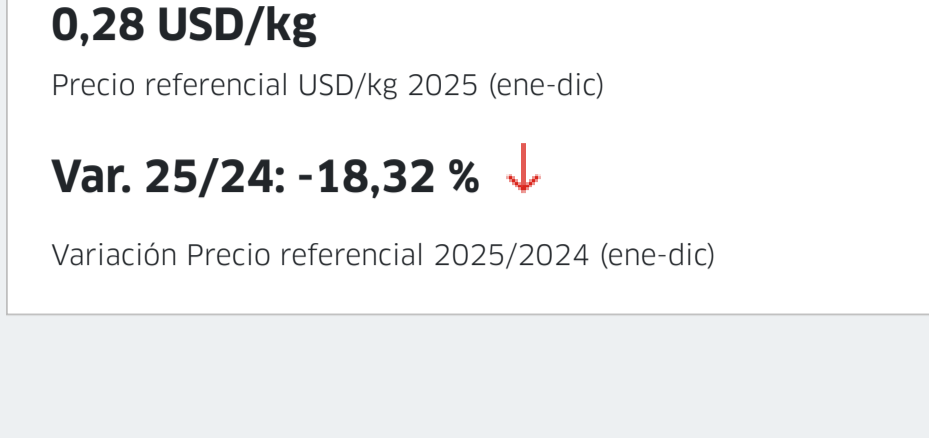 0,28 USD/kg
Precio referencial USD/kg 2025 (ene-dic)
Var. 25/24: -18,32 %
Variación Precio referencial 2025/2024 (ene-dic)